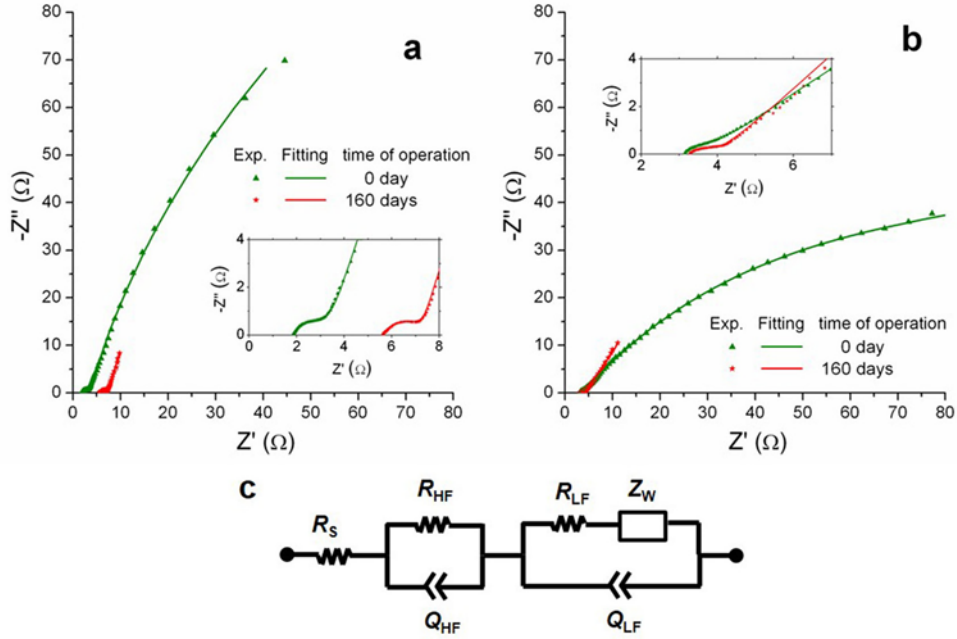 a
80
70
60
50
40
30
20
10
0
-Z'' (Ω)
Exp. Fitting time of operation
0 day
160 days
4
2
0
-Z'' (Ω)
0 2 4 6 8
Z' (Ω)
0 10 20 30 40 50 60 70 80
Z' (Ω)
b
80
70
60
50
40
30
20
10
0
-Z'' (Ω)
4
2
0
-Z'' (Ω)
2 4 6
Z' (Ω)
Exp. Fitting time of operation
0 day
160 days
0 10 20 30 40 50 60 70 80
Z' (Ω)
c
RS
RHF
QHF
RLF ZW
QLF